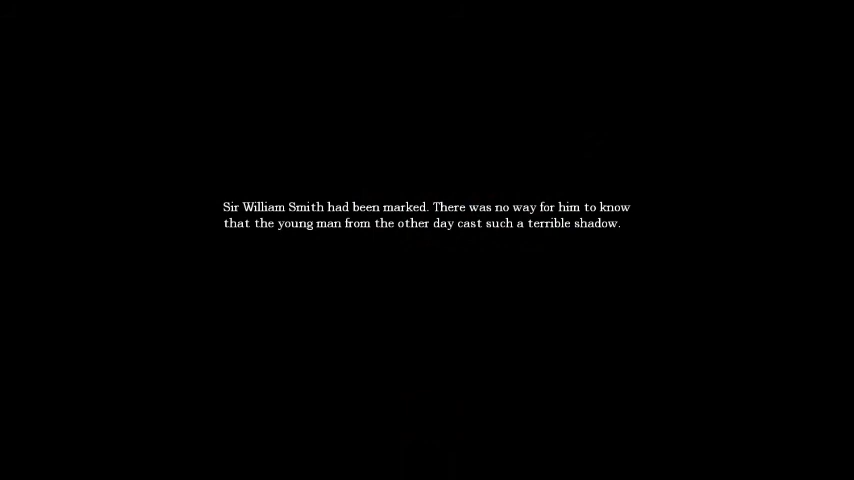 Sir William Smith had been marked. There was no way for him to know
that the young man from the other day cast such a terrible shadow.